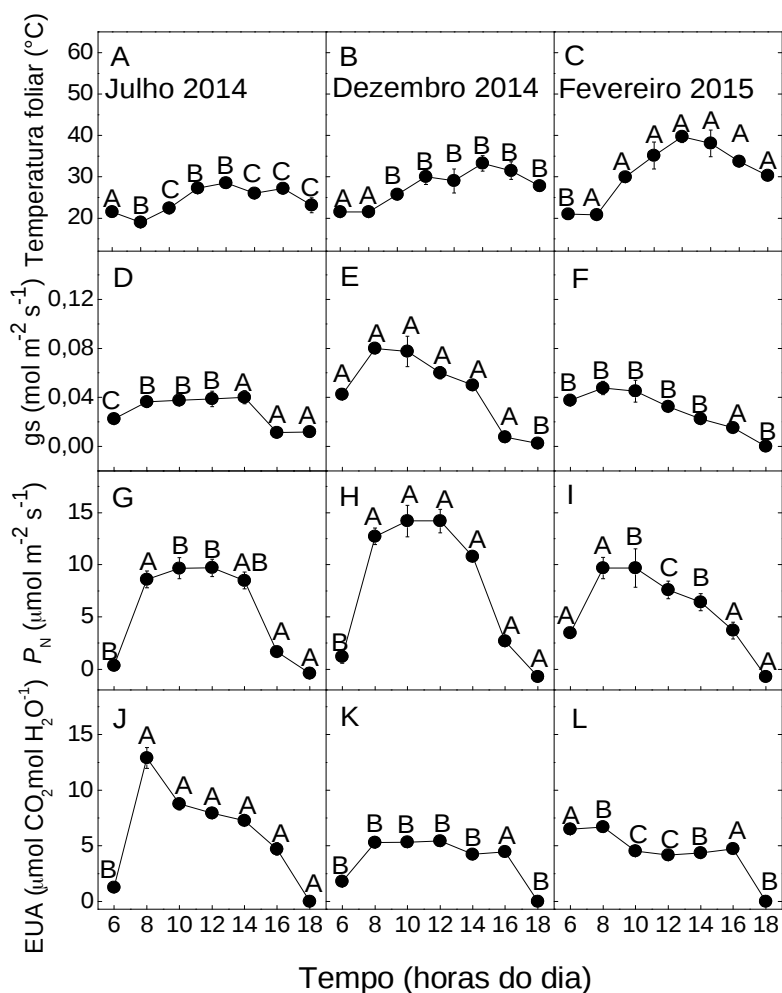 A
B
C
Julho 2014
Dezembro 2014
Fevereiro 2015
Temperatura foliar (°C)
60
50
40
30
20
A B C B B C C C
A A B B B B B B
B A A A A A A A
D
E
F
gs (mol m⁻² s⁻¹)
0,12
0,08
0,04
0,00
C B B B A A A
A A A A A A B
B B B B B A B
G
H
I
P_N (μmol m⁻² s⁻¹)
15
10
5
0
B A B B AB A A
B A A A A A A
A A B C B A A
J
K
L
EUA (μmol CO₂ mol H₂O⁻¹)
15
10
5
0
B A A A A A A
B B B B B A B
A B C C B A B
6 8 10 12 14 16 18
6 8 10 12 14 16 18
6 8 10 12 14 16 18
Tempo (horas do dia)